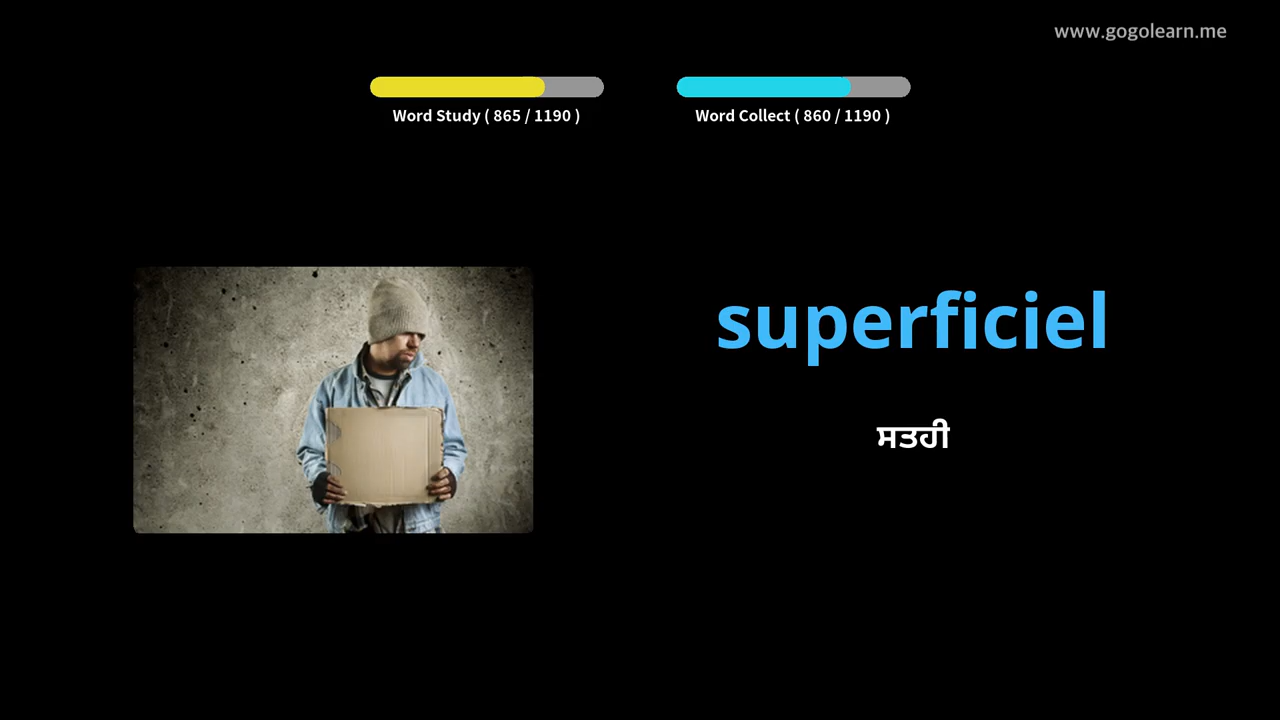 www.gogolearn.me
Word Study ( 865 / 1190 )
Word Collect ( 860 / 1190 )
superficiel
ਸਤਹੀ